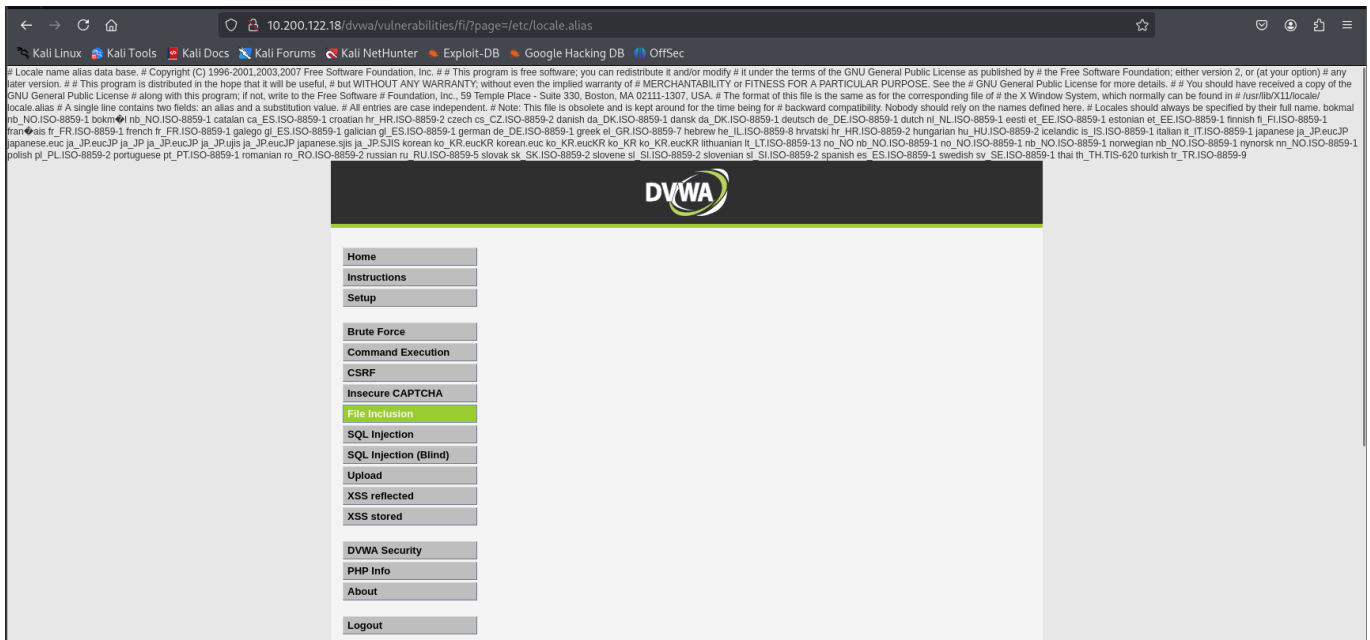 10.200.122.18/dvwa/vulnerabilities/fi/?page=/etc/locale.alias
Kali Linux Kali Tools Kali Docs Kali Forums Kali NetHunter Exploit-DB Google Hacking DB OffSec
# Locale name alias data base. # Copyright (C) 1996-2001,2003,2007 Free Software Foundation, Inc. # # This program is free software; you can redistribute it and/or modify # it under the terms of the GNU General Public License as published by # the Free Software Foundation; either version 2, or (at your option) # any
later version. # # This program is distributed in the hope that it will be useful, # but WITHOUT ANY WARRANTY; without even the implied warranty of # MERCHANTABILITY or FITNESS FOR A PARTICULAR PURPOSE. See the # GNU General Public License for more details. # # You should have received a copy of the
GNU General Public License # along with this program; if not, write to the Free Software # Foundation, Inc., 59 Temple Place - Suite 330, Boston, MA 02111-1307, USA. # The format of this file is the same as for the corresponding file of # the X Window System, which normally can be found in # /usr/lib/X11/locale/
locale.alias # A single line contains two fields: an alias and a substitution value. # All entries are case independent. # Note: This file is obsolete and is kept around for the time being for # backward compatibility. Nobody should rely on the names defined here. # Locales should always be specified by their full name. bokmal
nb_NO.ISO-8859-1 bokm�l nb_NO.ISO-8859-1 catalan ca_ES.ISO-8859-1 croatian hr_HR.ISO-8859-2 czech cs_CZ.ISO-8859-2 danish da_DK.ISO-8859-1 dansk da_DK.ISO-8859-1 deutsch de_DE.ISO-8859-1 dutch nl_NL.ISO-8859-1 eesti et_EE.ISO-8859-1 estonian et_EE.ISO-8859-1 finnish fi_FI.ISO-8859-1
fran�ais fr_FR.ISO-8859-1 french fr_FR.ISO-8859-1 galego gl_ES.ISO-8859-1 galician gl_ES.ISO-8859-1 german de_DE.ISO-8859-1 greek el_GR.ISO-8859-7 hebrew he_IL.ISO-8859-8 hrvatski hr_HR.ISO-8859-2 hungarian hu_HU.ISO-8859-2 icelandic is_IS.ISO-8859-1 italian it_IT.ISO-8859-1 japanese ja_JP.eucJP
japanese.euc ja_JP.eucJP ja_JP ja_JP.eucJP ja_JP.ujis ja_JP.eucJP japanese.sjis ja_JP.SJIS korean ko_KR.eucKR korean.euc ko_KR.eucKR ko_KR ko_KR.eucKR lithuanian lt_LT.ISO-8859-13 no_NO nb_NO.ISO-8859-1 no_NO.ISO-8859-1 nb_NO.ISO-8859-1 norwegian nb_NO.ISO-8859-1 nynorsk nn_NO.ISO-8859-1
polish pl_PL.ISO-8859-2 portuguese pt_PT.ISO-8859-1 romanian ro_RO.ISO-8859-2 russian ru_RU.ISO-8859-5 slovak sk_SK.ISO-8859-2 slovene sl_SI.ISO-8859-2 slovenian sl_SI.ISO-8859-2 spanish es_ES.ISO-8859-1 swedish sv_SE.ISO-8859-1 thai th_TH.TIS-620 turkish tr_TR.ISO-8859-9
DVWA
Home
Instructions
Setup
Brute Force
Command Execution
CSRF
Insecure CAPTCHA
File Inclusion
SQL Injection
SQL Injection (Blind)
Upload
XSS reflected
XSS stored
DVWA Security
PHP Info
About
Logout